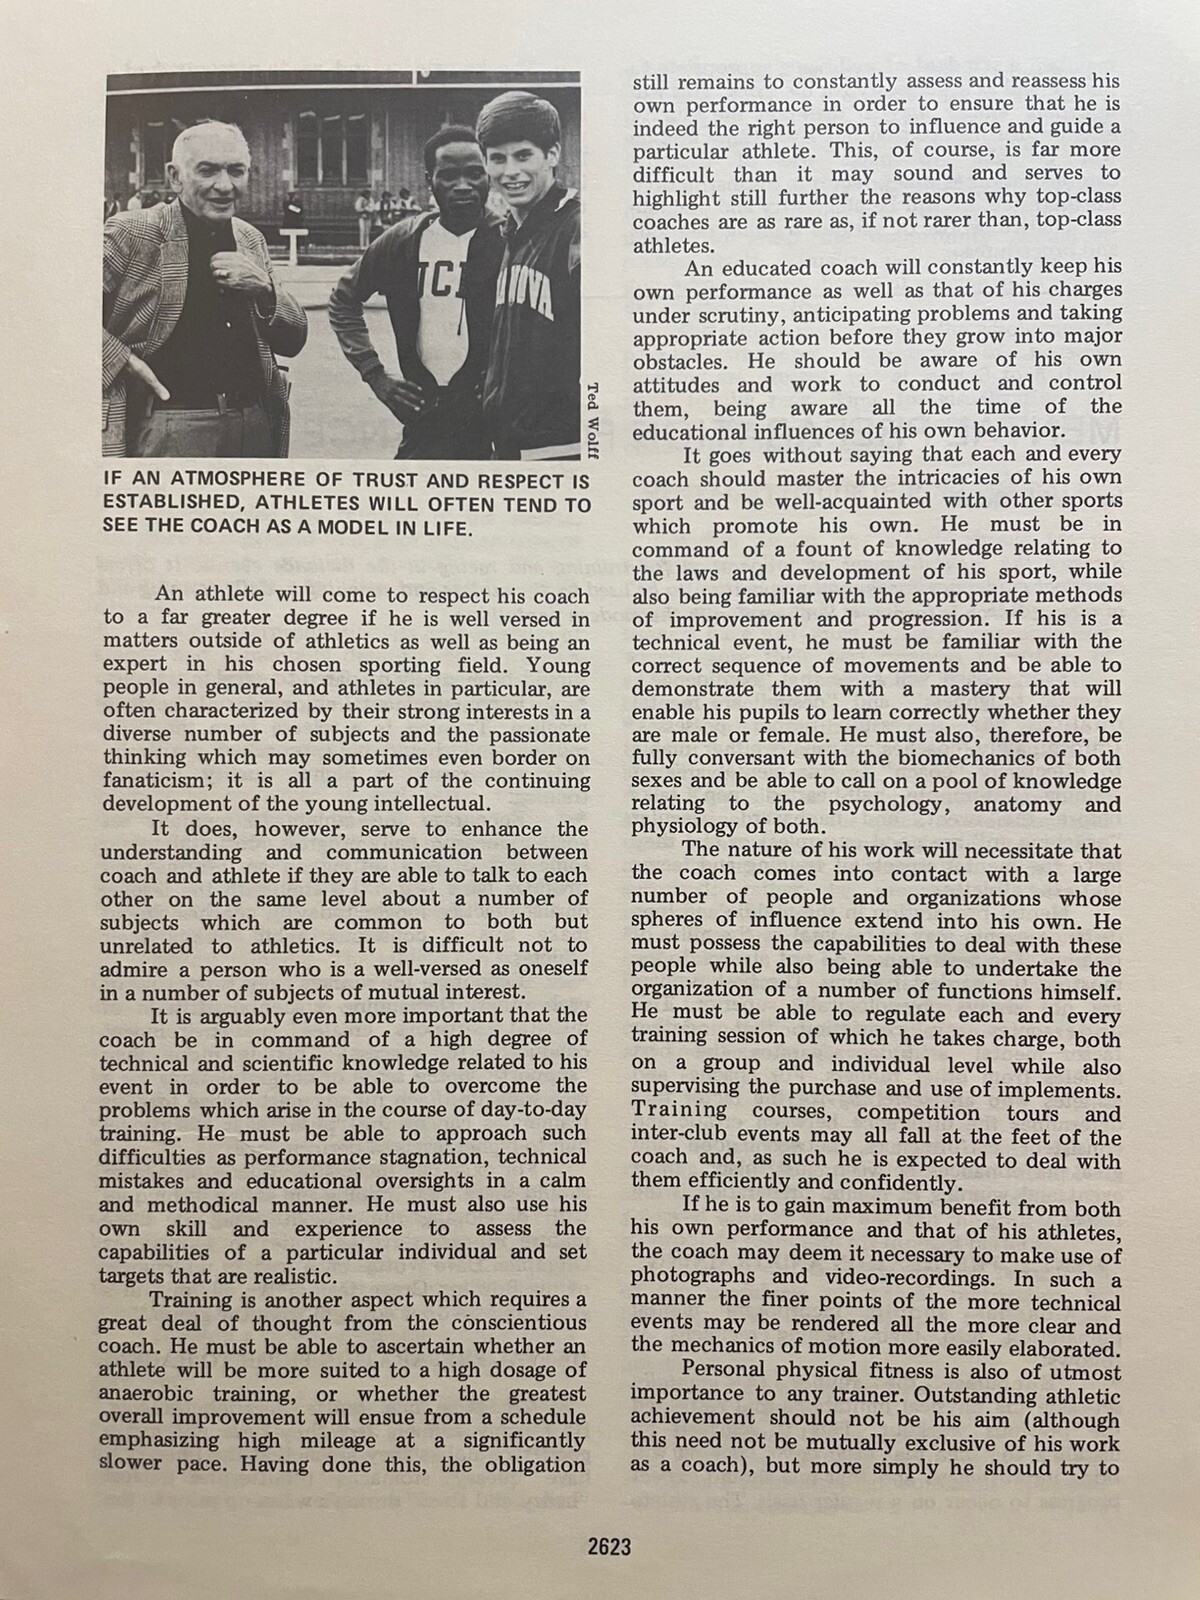 UCI
NOVA
Ted Wolff
IF AN ATMOSPHERE OF TRUST AND RESPECT IS
ESTABLISHED, ATHLETES WILL OFTEN TEND TO
SEE THE COACH AS A MODEL IN LIFE.
An athlete will come to respect his coach
to a far greater degree if he is well versed in
matters outside of athletics as well as being an
expert in his chosen sporting field. Young
people in general, and athletes in particular, are
often characterized by their strong interests in a
diverse number of subjects and the passionate
thinking which may sometimes even border on
fanaticism; it is all a part of the continuing
development of the young intellectual.
It does, however, serve to enhance the
understanding and communication between
coach and athlete if they are able to talk to each
other on the same level about a number of
subjects which are common to both but
unrelated to athletics. It is difficult not to
admire a person who is a well-versed as oneself
in a number of subjects of mutual interest.
It is arguably even more important that the
coach be in command of a high degree of
technical and scientific knowledge related to his
event in order to be able to overcome the
problems which arise in the course of day-to-day
training. He must be able to approach such
difficulties as performance stagnation, technical
mistakes and educational oversights in a calm
and methodical manner. He must also use his
own skill and experience to assess the
capabilities of a particular individual and set
targets that are realistic.
Training is another aspect which requires a
great deal of thought from the conscientious
coach. He must be able to ascertain whether an
athlete will be more suited to a high dosage of
anaerobic training, or whether the greatest
overall improvement will ensue from a schedule
emphasizing high mileage at a significantly
slower pace. Having done this, the obligation
still remains to constantly assess and reassess his
own performance in order to ensure that he is
indeed the right person to influence and guide a
particular athlete. This, of course, is far more
difficult than it may sound and serves to
highlight still further the reasons why top-class
coaches are as rare as, if not rarer than, top-class
athletes.
An educated coach will constantly keep his
own performance as well as that of his charges
under scrutiny, anticipating problems and taking
appropriate action before they grow into major
obstacles. He should be aware of his own
attitudes and work to conduct and control
them, being aware all the time of the
educational influences of his own behavior.
It goes without saying that each and every
coach should master the intricacies of his own
sport and be well-acquainted with other sports
which promote his own. He must be in
command of a fount of knowledge relating to
the laws and development of his sport, while
also being familiar with the appropriate methods
of improvement and progression. If his is a
technical event, he must be familiar with the
correct sequence of movements and be able to
demonstrate them with a mastery that will
enable his pupils to learn correctly whether they
are male or female. He must also, therefore, be
fully conversant with the biomechanics of both
sexes and be able to call on a pool of knowledge
relating to the psychology, anatomy and
physiology of both.
The nature of his work will necessitate that
the coach comes into contact with a large
number of people and organizations whose
spheres of influence extend into his own. He
must possess the capabilities to deal with these
people while also being able to undertake the
organization of a number of functions himself.
He must be able to regulate each and every
training session of which he takes charge, both
on a group and individual level while also
supervising the purchase and use of implements.
Training courses, competition tours and
inter-club events may all fall at the feet of the
coach and, as such he is expected to deal with
them efficiently and confidently.
If he is to gain maximum benefit from both
his own performance and that of his athletes,
the coach may deem it necessary to make use of
photographs and video-recordings. In such a
manner the finer points of the more technical
events may be rendered all the more clear and
the mechanics of motion more easily elaborated.
Personal physical fitness is also of utmost
importance to any trainer. Outstanding athletic
achievement should not be his aim (although
this need not be mutually exclusive of his work
as a coach), but more simply he should try to
2623